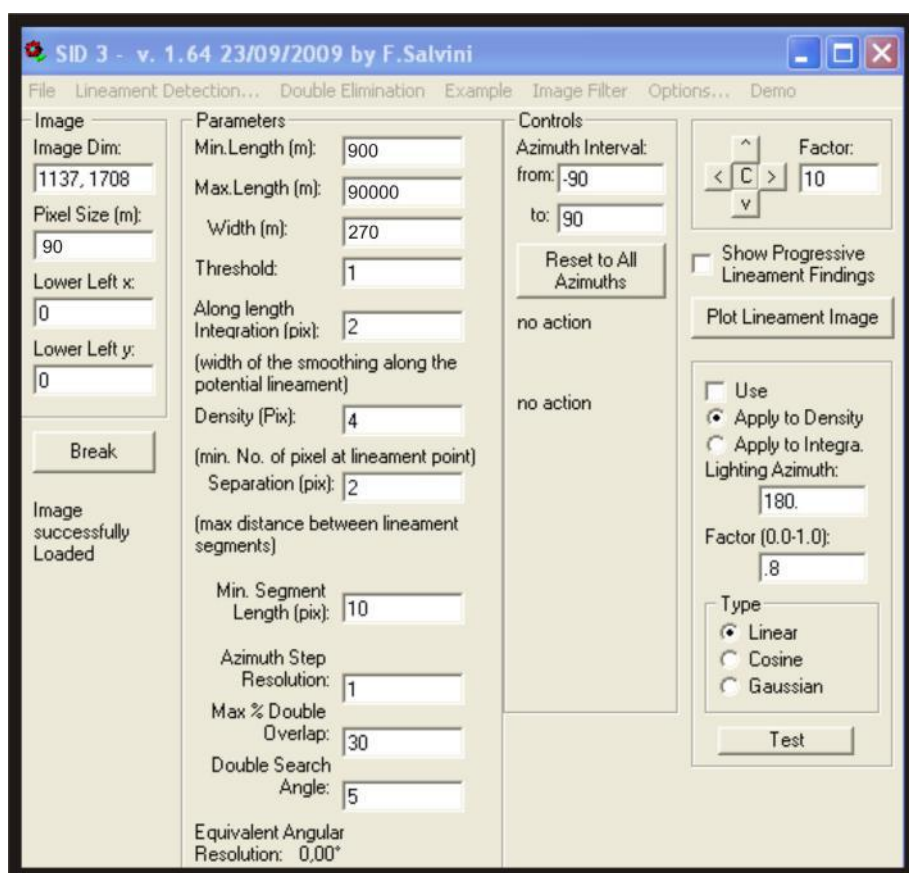 SID 3 - v. 1.64 23/09/2009 by F.Salvini
File Lineament Detection... Double Elimination Example Image Filter Options... Demo
Image
Image Dim:
1137, 1708
Pixel Size (m):
90
Lower Left x:
0
Lower Left y:
0
Break
Image
successfully
Loaded
Parameters
Min.Length (m): 900
Max.Length (m): 90000
Width (m): 270
Threshold: 1
Along length
Integration (pix): 2
(width of the smoothing along the
potential lineament)
Density (Pix): 4
(min. No. of pixel at lineament point)
Separation (pix): 2
(max distance between lineament
segments)
Min. Segment
Length (pix): 10
Azimuth Step
Resolution: 1
Max % Double
Overlap: 30
Double Search
Angle: 5
Equivalent Angular
Resolution: 0,00°
Controls
Azimuth Interval:
from: -90
to: 90
Reset to All
Azimuths
no action
no action
^
< C >
v
Factor:
10
Show Progressive
Lineament Findings
Plot Lineament Image
Use
Apply to Density
Apply to Integra.
Lighting Azimuth:
180.
Factor (0.0-1.0):
.8
Type
Linear
Cosine
Gaussian
Test